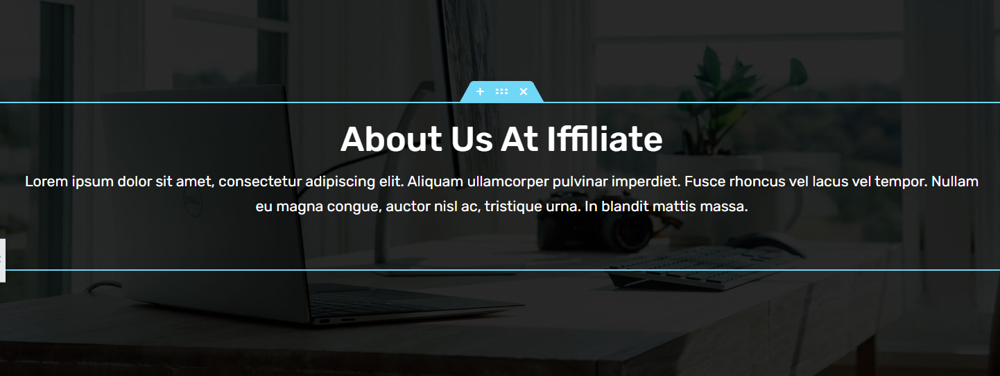 About Us At Iffiliate
Lorem ipsum dolor sit amet, consectetur adipiscing elit. Aliquam ullamcorper pulvinar imperdiet. Fusce rhoncus vel lacus vel tempor. Nullam
eu magna congue, auctor nisl ac, tristique urna. In blandit mattis massa.
DELL